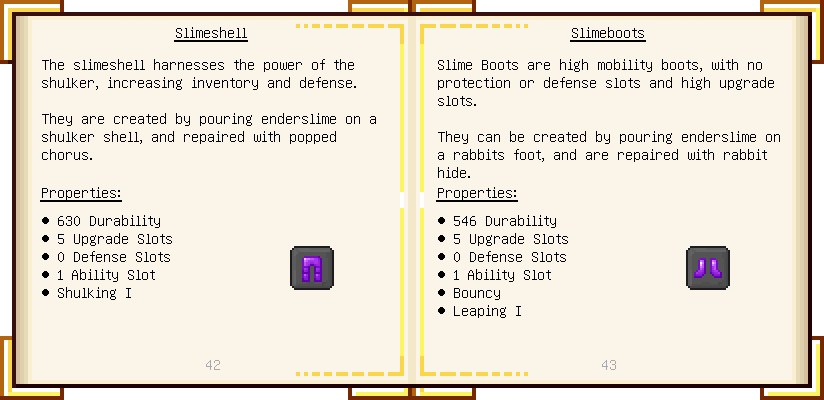 Slimeshell
The slimeshell harnesses the power of the
shulker, increasing inventory and defense.
They are created by pouring enderslime on a
shulker shell, and repaired with popped
chorus.
Properties:
● 630 Durability
● 5 Upgrade Slots
● 0 Defense Slots
● 1 Ability Slot
● Shulking I
42
Slimeboots
Slime Boots are high mobility boots, with no
protection or defense slots and high upgrade
slots.
They can be created by pouring enderslime on
a rabbits foot, and are repaired with rabbit
hide.
Properties:
● 546 Durability
● 5 Upgrade Slots
● 0 Defense Slots
● 1 Ability Slot
● Bouncy
● Leaping I
43